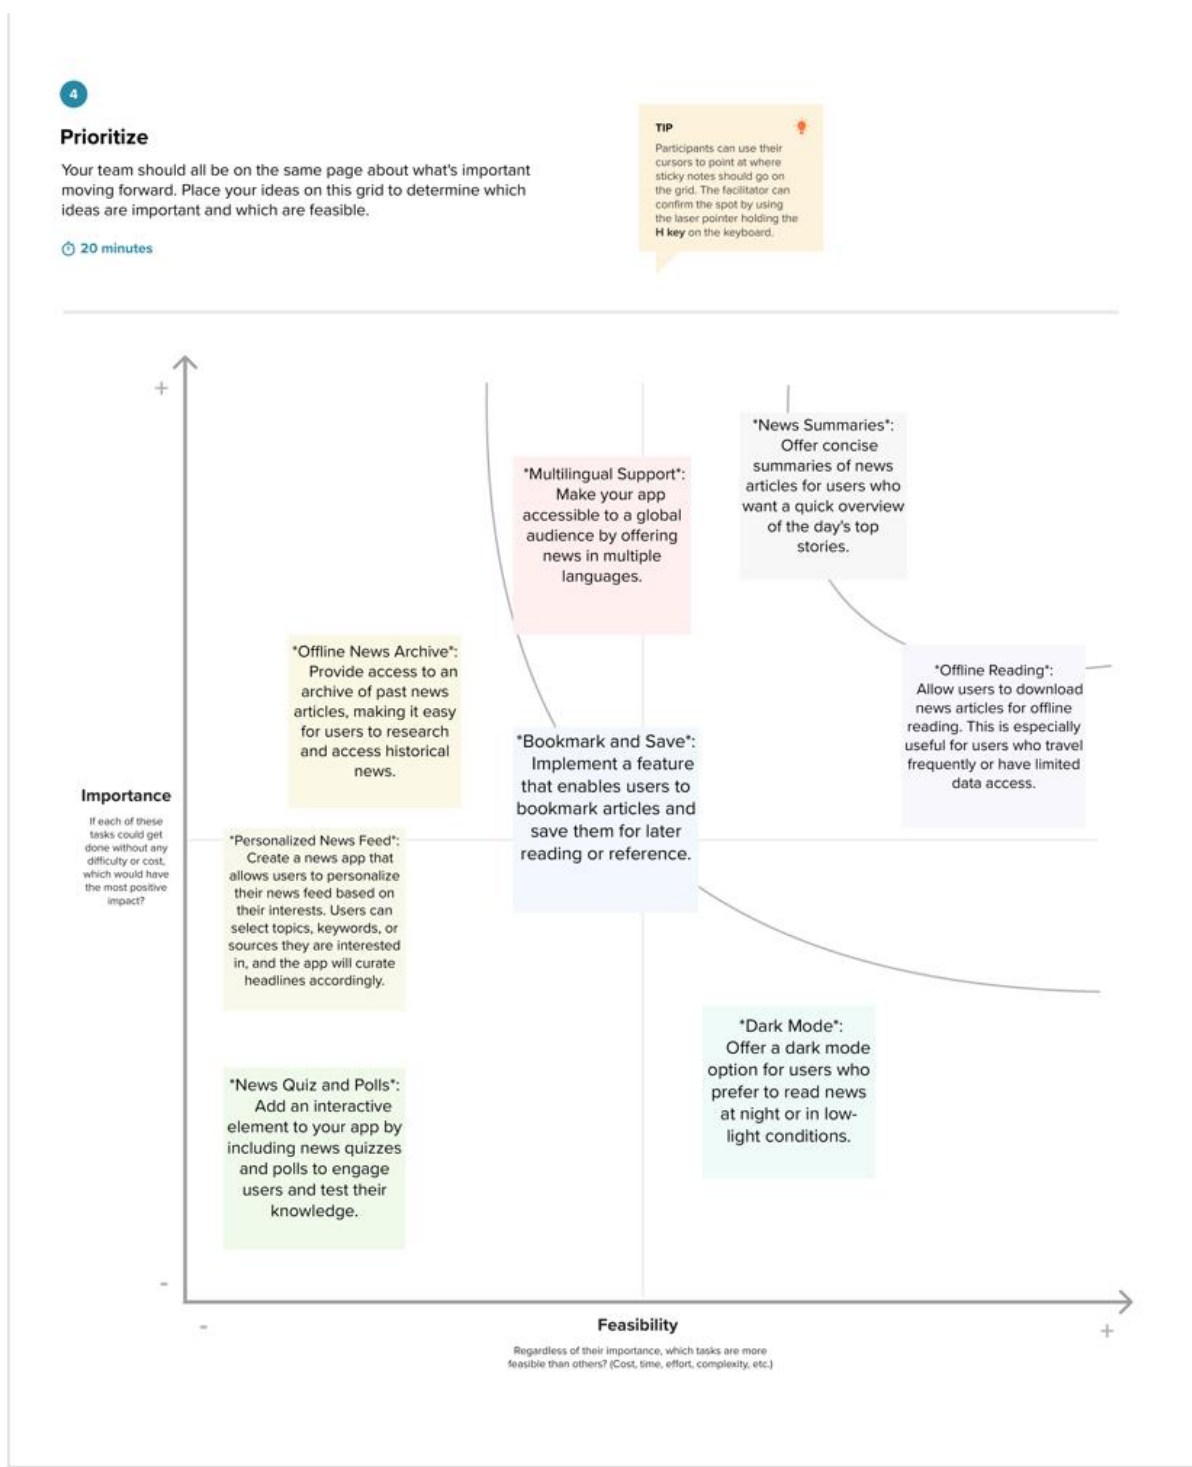 4
Prioritize
Your team should all be on the same page about what's important
moving forward. Place your ideas on this grid to determine which
ideas are important and which are feasible.
20 minutes
TIP
Participants can use their
cursors to point at where
sticky notes should go on
the grid. The facilitator can
confirm the spot by using
the laser pointer holding the
H key on the keyboard.
+
*News Summaries*:
Offer concise
summaries of news
articles for users who
want a quick overview
of the day's top
stories.
*Multilingual Support*:
Make your app
accessible to a global
audience by offering
news in multiple
languages.
*Offline News Archive*:
Provide access to an
archive of past news
articles, making it easy
for users to research
and access historical
news.
*Offline Reading*:
Allow users to download
news articles for offline
reading. This is especially
useful for users who travel
frequently or have limited
data access.
*Bookmark and Save*:
Implement a feature
that enables users to
bookmark articles and
save them for later
reading or reference.
Importance
If each of these
tasks could get
done without any
difficulty or cost,
which would have
the most positive
impact?
*Personalized News Feed*:
Create a news app that
allows users to personalize
their news feed based on
their interests. Users can
select topics, keywords, or
sources they are interested
in, and the app will curate
headlines accordingly.
*Dark Mode*:
Offer a dark mode
option for users who
prefer to read news
at night or in low-
light conditions.
*News Quiz and Polls*:
Add an interactive
element to your app by
including news quizzes
and polls to engage
users and test their
knowledge.
-
-
Feasibility
+
Regardless of their importance, which tasks are more
feasible than others? (Cost, time, effort, complexity, etc.)